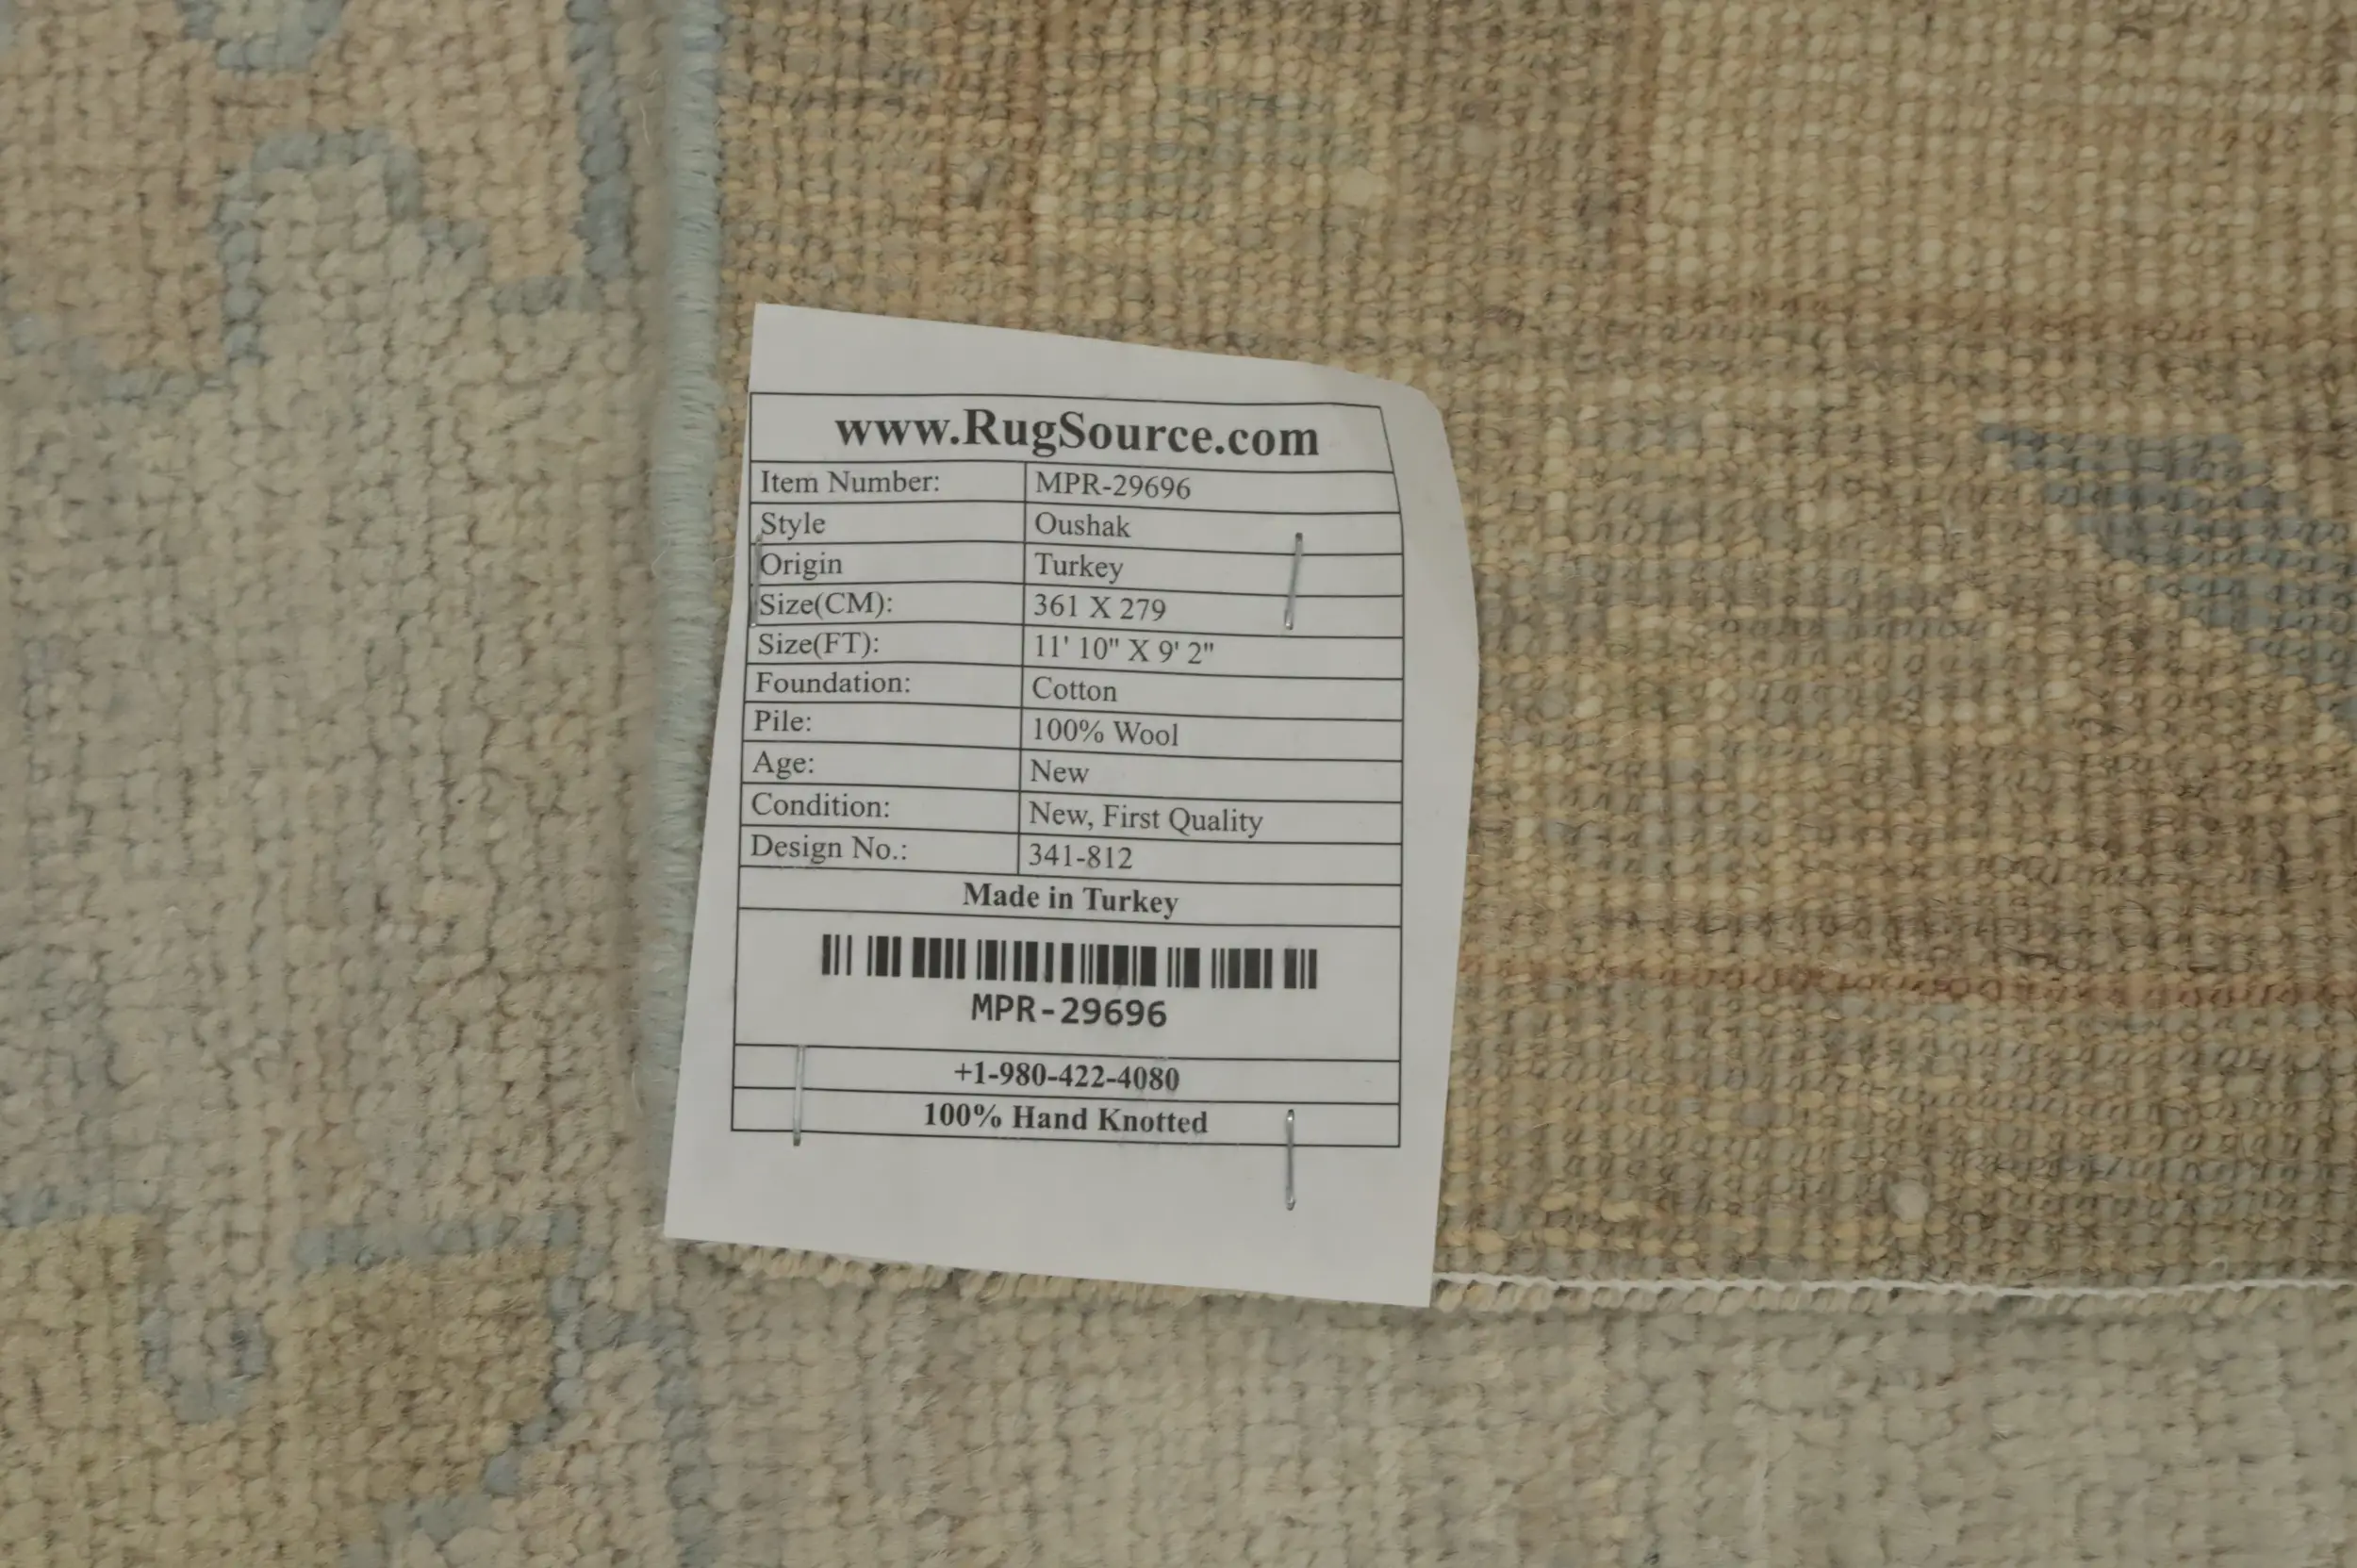 www.RugSource.com
Item Number: MPR-29696
Style Oushak
Origin Turkey
Size(CM): 361 X 279
Size(FT): 11' 10" X 9' 2"
Foundation: Cotton
Pile: 100% Wool
Age: New
Condition: New, First Quality
Design No.: 341-812
Made in Turkey
MPR-29696
+1-980-422-4080
100% Hand Knotted